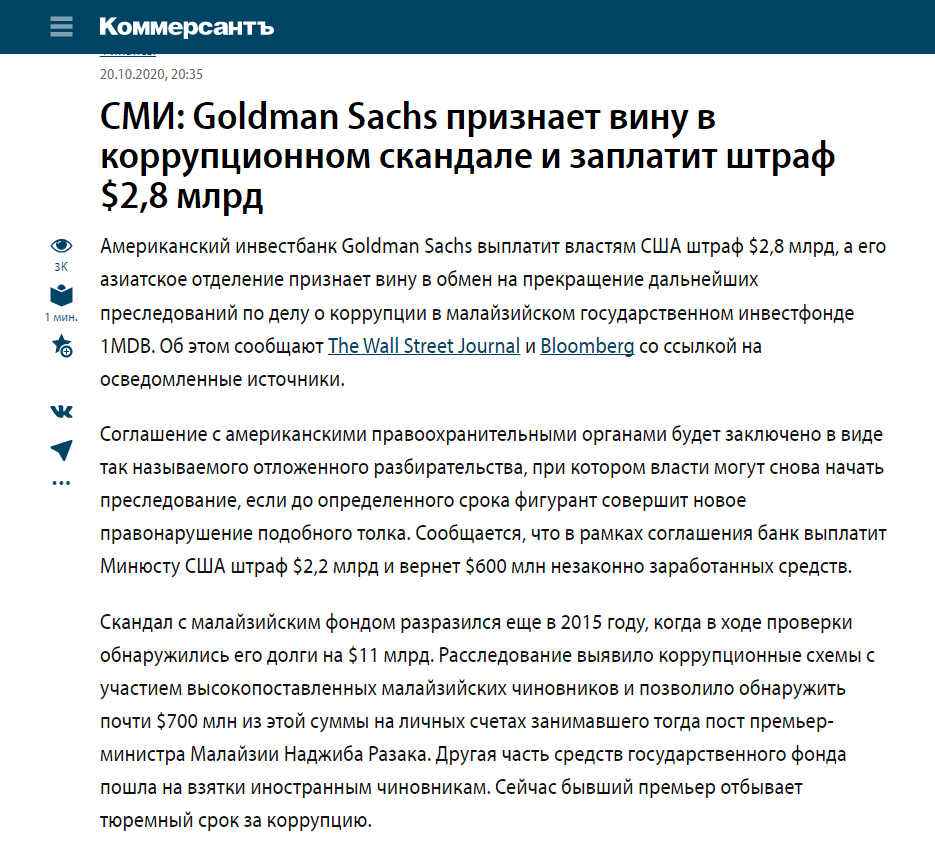 Коммерсантъ
20.10.2020, 20:35
СМИ: Goldman Sachs признает вину в
коррупционном скандале и заплатит штраф
$2,8 млрд
3K
1 мин.
Американский инвестбанк Goldman Sachs выплатит властям США штраф $2,8 млрд, а его
азиатское отделение признает вину в обмен на прекращение дальнейших
преследований по делу о коррупции в малайзийском государственном инвестфонде
1MDB. Об этом сообщают The Wall Street Journal и Bloomberg со ссылкой на
осведомленные источники.
Соглашение с американскими правоохранительными органами будет заключено в виде
так называемого отложенного разбирательства, при котором власти могут снова начать
преследование, если до определенного срока фигурант совершит новое
правонарушение подобного толка. Сообщается, что в рамках соглашения банк выплатит
Минюсту США штраф $2,2 млрд и вернет $600 млн незаконно заработанных средств.
Скандал с малайзийским фондом разразился еще в 2015 году, когда в ходе проверки
обнаружились его долги на $11 млрд. Расследование выявило коррупционные схемы с
участием высокопоставленных малайзийских чиновников и позволило обнаружить
почти $700 млн из этой суммы на личных счетах занимавшего тогда пост премьер-
министра Малайзии Наджиба Разака. Другая часть средств государственного фонда
пошла на взятки иностранным чиновникам. Сейчас бывший премьер отбывает
тюремный срок за коррупцию.